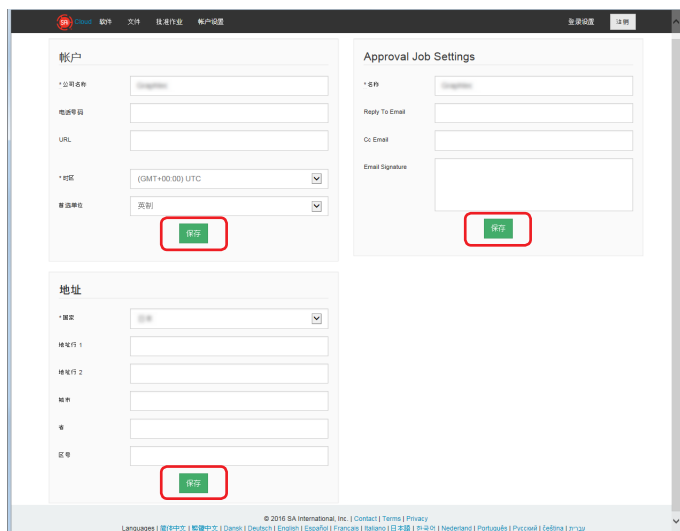 SAi Cloud 软件 文件 批准作业 帐户设置 登录设置 注销
帐户
* 公司名称
电话号码
URL
* 时区 (GMT+00:00) UTC
首选单位 英制
保存
Approval Job Settings
* 名称
Reply To Email
Cc Email
Email Signature
保存
地址
* 国家
地址行 1
地址行 2
城市
省
区号
保存
© 2016 SA International, Inc. | Contact | Terms | Privacy
Languages | 简体中文 | 繁體中文 | Dansk | Deutsch | English | Español | Français | Italiano | 日本語 | 한국어 | Nederland | Português | Русский | čeština | עברית